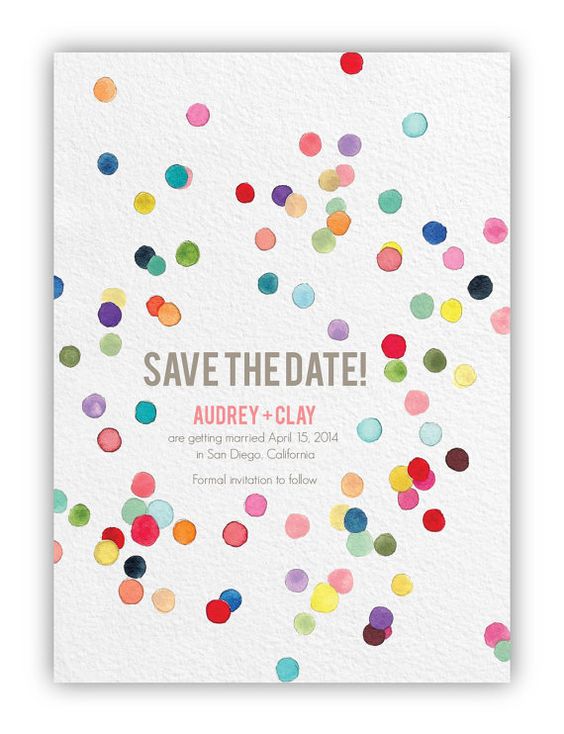 SAVE THE DATE!
AUDREY + CLAY
are getting married April 15, 2014
in San Diego, California
Formal invitation to follow